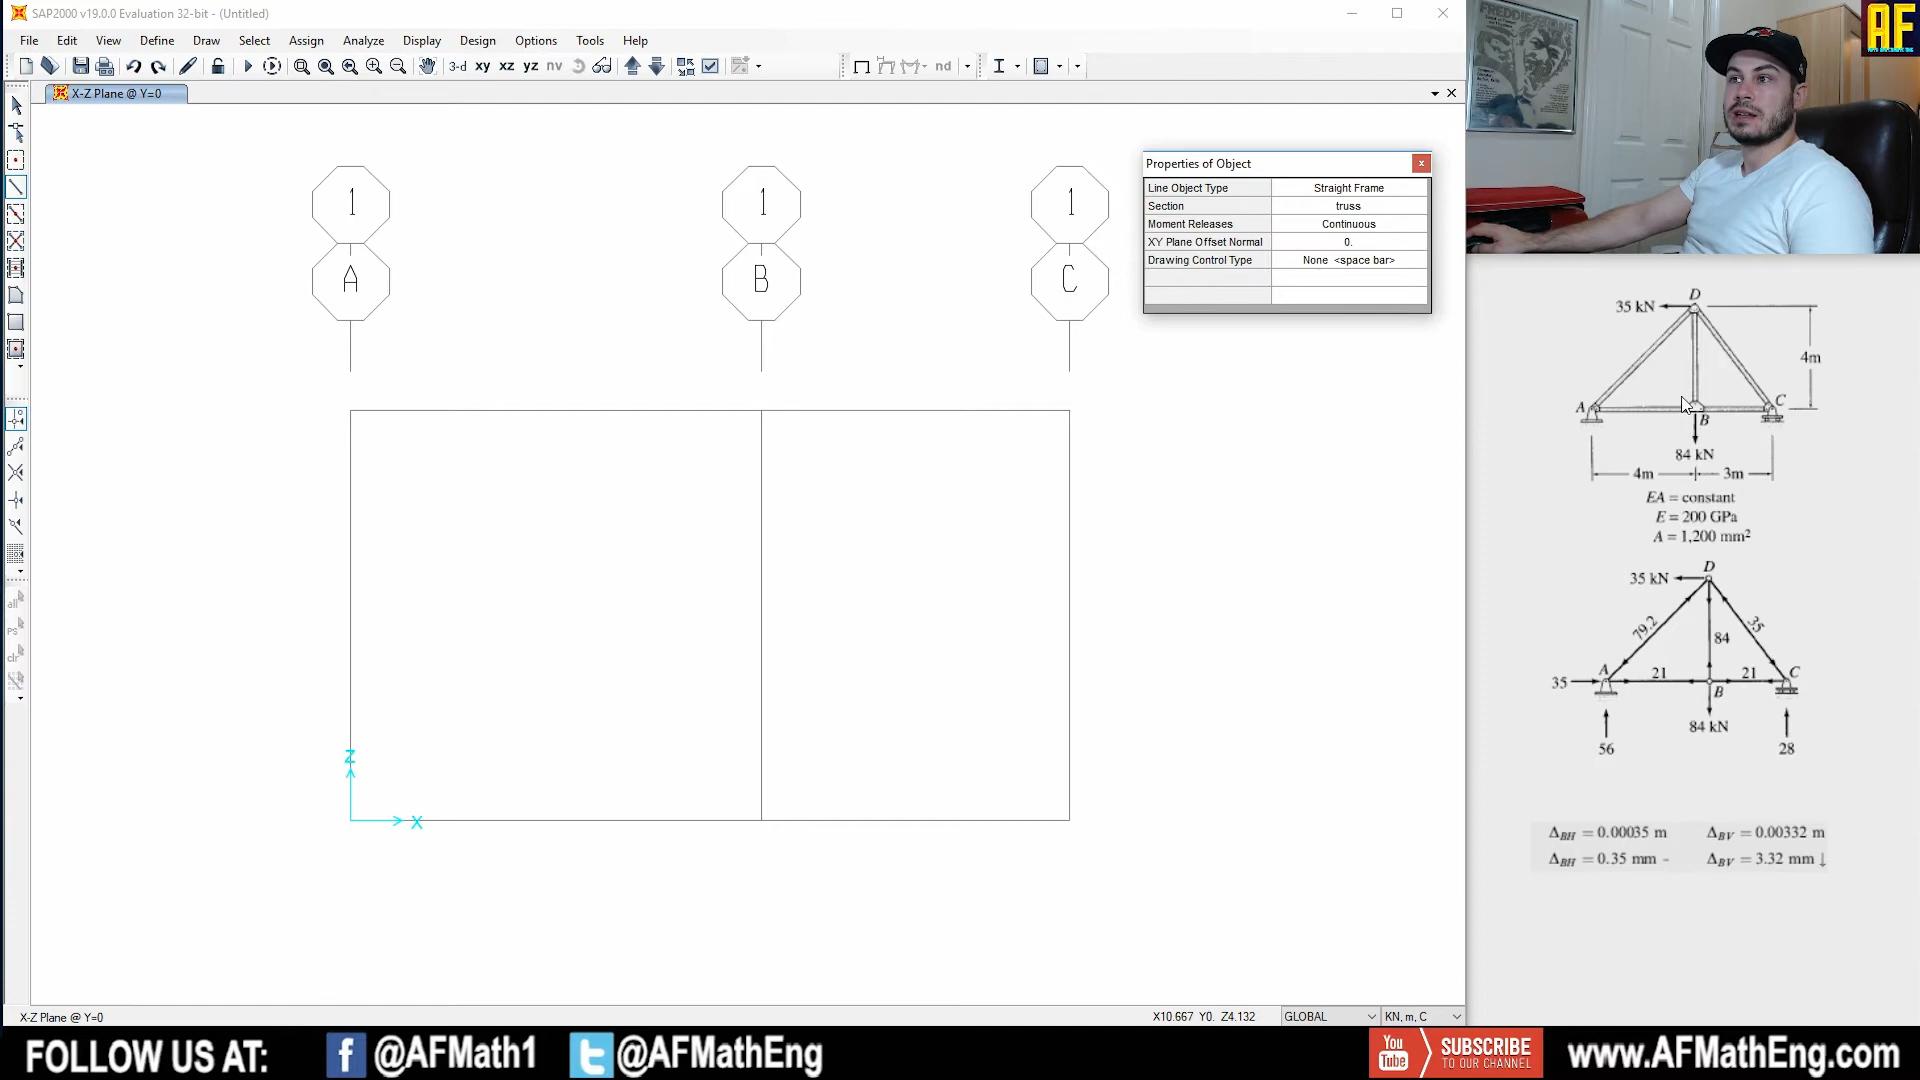 SAP2000 v19.0.0 Evaluation 32-bit - (Untitled)
File Edit View Define Draw Select Assign Analyze Display Design Options Tools Help
3-d xy xz yz nv nd
X-Z Plane @ Y=0
1 1 1
A B C
Z
X
Properties of Object
Line Object Type Straight Frame
Section truss
Moment Releases Continuous
XY Plane Offset Normal 0.
Drawing Control Type None <space bar>
all
ps
clr
X-Z Plane @ Y=0
X10.667 Y0. Z4.132
GLOBAL
KN, m, C
AF
D
35 kN
4m
A B C
84 kN
4m 3m
EA = constant
E = 200 GPa
A = 1,200 mm²
D
35 kN
79.2 84 35
A 21 21 C
35
B
84 kN
56 28
Δ_BH = 0.00035 m Δ_BV = 0.00332 m
Δ_BH = 0.35 mm - Δ_BV = 3.32 mm ↓
FOLLOW US AT: @AFMath1 @AFMathEng
You Tube
SUBSCRIBE
TO OUR CHANNEL
www.AFMathEng.com